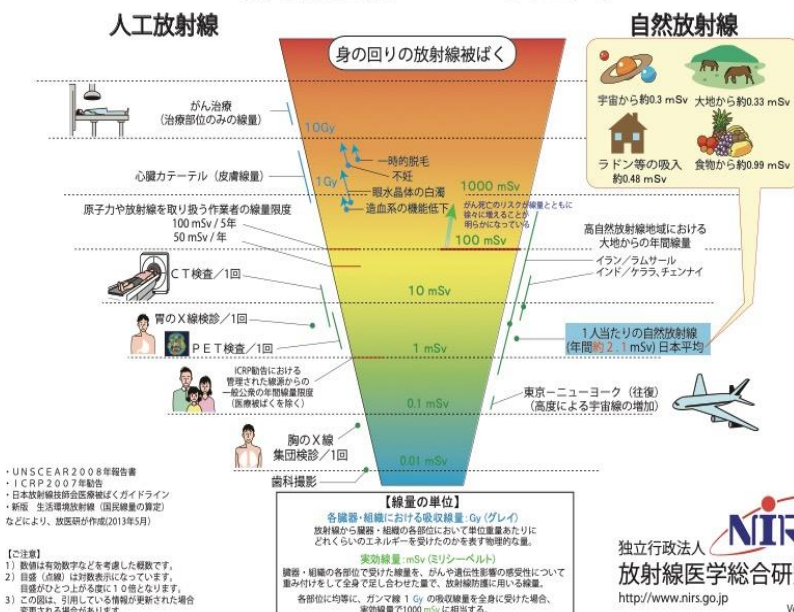 人工放射線
自然放射線
身の回りの放射線被ばく
宇宙から約0.3 mSv
大地から約0.33 mSv
ラドン等の吸入
約0.48 mSv
食物から約0.99 mSv
がん治療
(治療部位のみの線量)
10Gy
心臓カテーテル(皮膚線量)
1Gy
一時的脱毛
不妊
眼水晶体の白濁
造血系の機能低下
1000 mSv
がん死亡のリスクが線量とともに
徐々に増えることが
明らかになっている
100 mSv
原子力や放射線を取り扱う作業者の線量限度
100 mSv / 5年
50 mSv / 年
高自然放射線地域における
大地からの年間線量
イラン/ラムサール
インド/ケララ、チェンナイ
CT検査/1回
10 mSv
胃のX線検診/1回
PET検査/1回
1 mSv
1人当たりの自然放射線
(年間約2.1mSv)日本平均
ICRP勧告における
管理された線源からの
一般公衆の年間線量限度
(医療被ばくを除く)
0.1 mSv
東京ーニューヨーク(往復)
(高度による宇宙線の増加)
胸のX線
集団検診/1回
0.01 mSv
歯科撮影
・UNSCEAR2008年報告書
・ICRP2007年勧告
・日本放射線技師会医療被ばくガイドライン
・新版 生活環境放射線(国民線量の算定)
などにより、放医研が作成(2013年5月)
【ご注意】
1)数値は有効数字などを考慮した概数です。
2)目盛(点線)は対数表示になっています。
目盛がひとつ上がる度に10倍となります。
3)この図は、引用している情報が更新された場合
変更される場合があります。
【線量の単位】
各臓器・組織における吸収線量:Gy(グレイ)
放射線から臓器・組織の各部位において単位重量あたりに
どれくらいのエネルギーを受けたのかを表す物理的な量。
実効線量:mSv(ミリシーベルト)
臓器・組織の各部位で受けた線量を、がんや遺伝性影響の感受性について
重み付けをして全身で足し合わせた量で、放射線防護に用いる線量。
各部位に均等に、ガンマ線 1 Gy の吸収線量を全身に受けた場合、
実効線量で1000 mSv に相当する。
NIR
独立行政法人
放射線医学総合研
http://www.nirs.go.jp